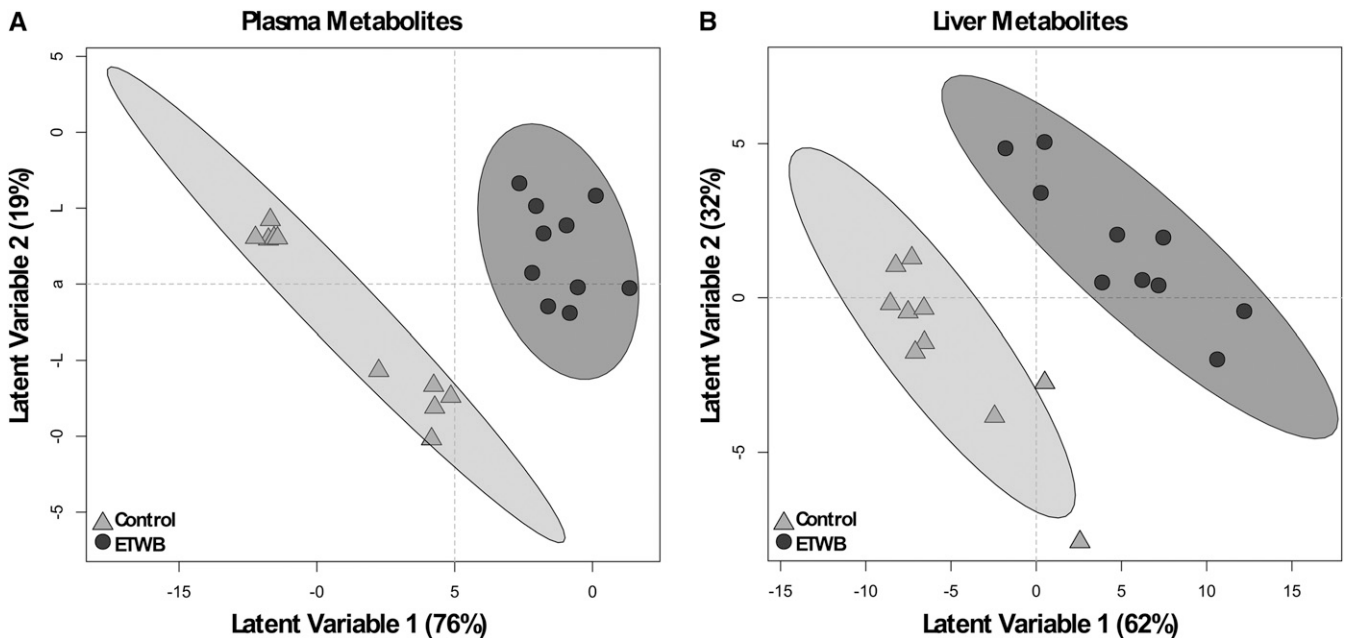 A
Plasma Metabolites
Latent Variable 2 (19%)
5
0
L
a
-L
-0
-5
Control
ETWB
-15
-0
5
0
Latent Variable 1 (76%)
B
Liver Metabolites
Latent Variable 2 (32%)
5
0
-5
Control
ETWB
-15
-10
-5
0
5
10
15
Latent Variable 1 (62%)